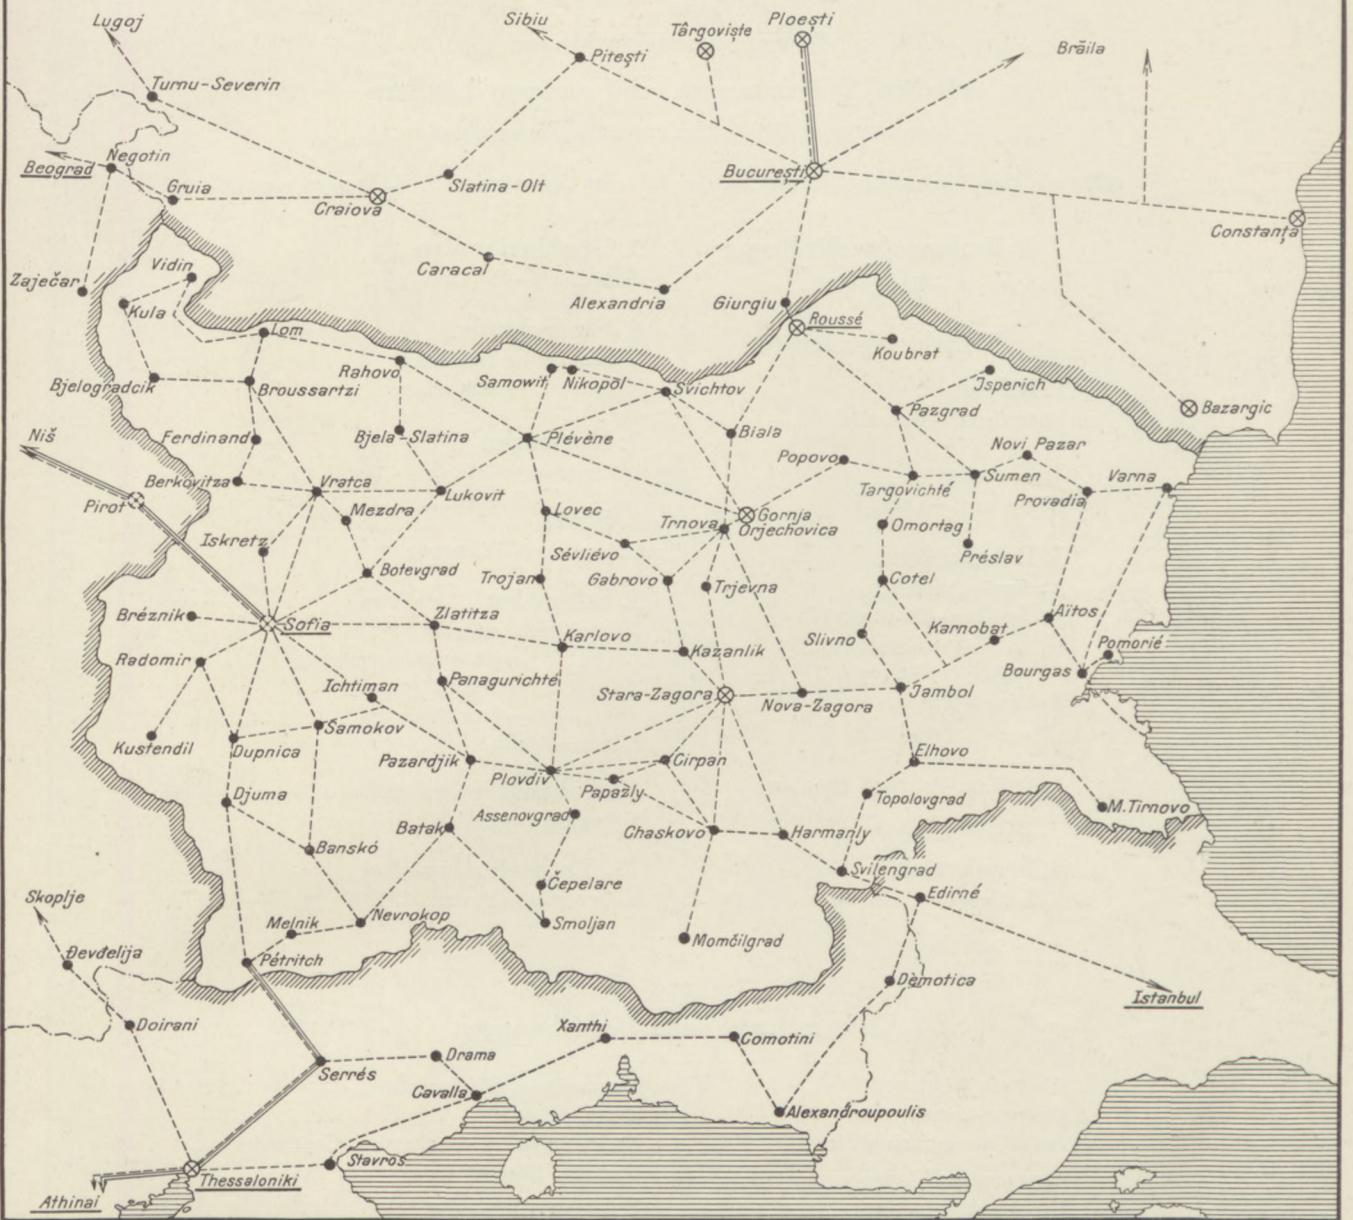 Lugoj
Sibiu
Târgoviște
Ploești
Brăila
Pitești
Turnu-Severin
Negotin
Beograd
Gruia
Slatina-Olt
București
Craiova
Constanța
Vidin
Caracal
Zaječar
Alexandria
Giurgiu
Kula
Roussé
Lom
Koubrat
Rahovo
Samowit
Nikopol
Svichtov
Isperich
Bjelogradcik
Broussartzi
Pazgrad
Bazargic
Niš
Ferdinand
Bjela-Slatina
Plévène
Biala
Novi Pazar
Popovo
Berkovitza
Vratca
Lukovit
Targovichté
Sumen
Provadia
Varna
Pirot
Mezdra
Lovec
Trnova
Gornja
Orjechovica
Omortag
Iskretz
Sévliévo
Préslav
Botevgrad
Trojan
Gabrovo
Trjevna
Cotel
Bréznik
Sofia
Zlatitza
Karlovo
Kazanlik
Slivno
Karnobat
Aïtos
Pomorié
Radomir
Ichtiman
Panagurichté
Stara-Zagora
Nova-Zagora
Jambol
Bourgas
Kustendil
Dupnica
Samokov
Pazardjik
Plovdiv
Cirpan
Papazly
Elhovo
Djuma
Assenovgrad
Topolovgrad
M.Tirnovo
Batak
Chaskovo
Harmanly
Banskó
Svilengrad
Čepelare
Edirné
Skoplje
Melnik
Nevrokop
Smoljan
Momčilgrad
Đevđelija
Pétritch
Dèmotica
Istanbul
Doirani
Xanthi
Comotini
Drama
Serrés
Cavalla
Alexandroupoulis
Stavros
Thessaloniki
Athinai